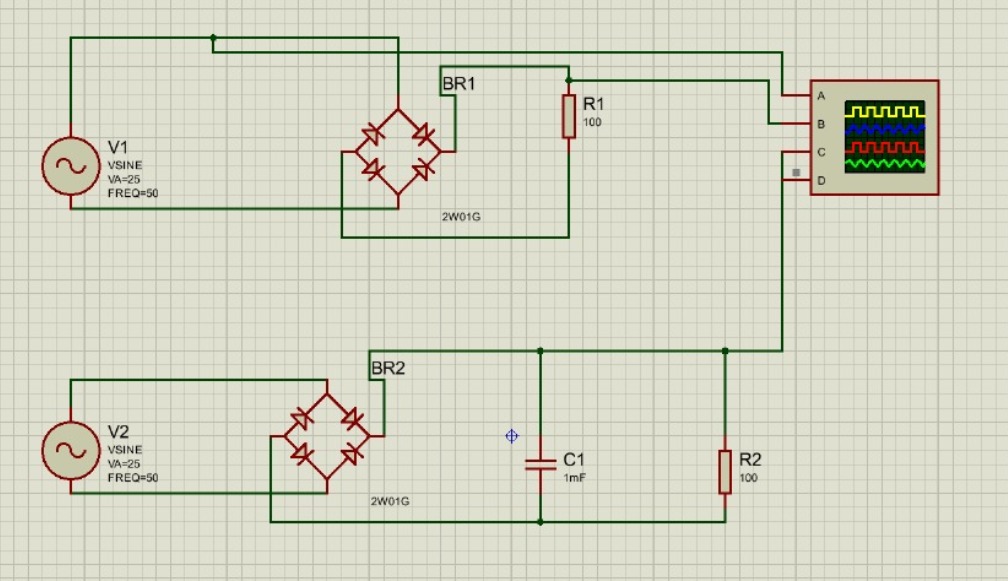 BR1
A
B
C
D
R1
100
V1
VSINE
VA=25
FREQ=50
2W01G
BR2
V2
VSINE
VA=25
FREQ=50
C1
1mF
R2
100
2W01G